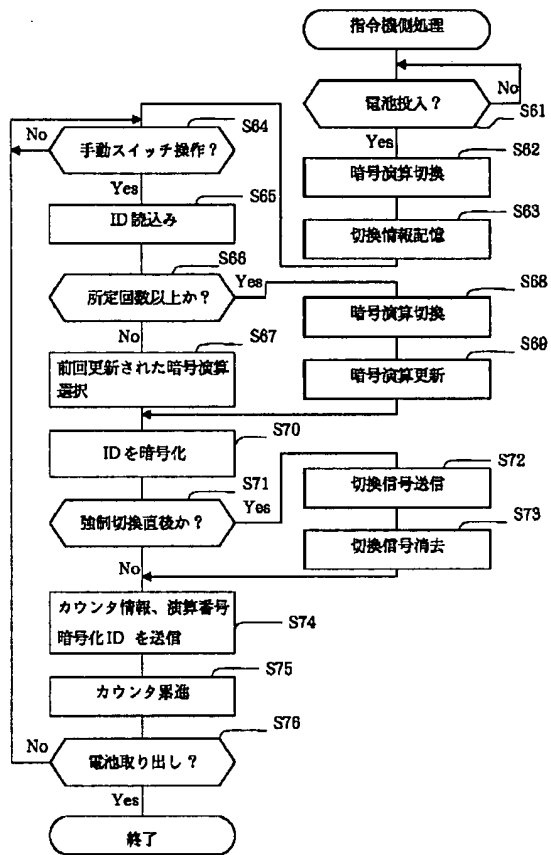 指令機側処理
No
電池投入？
S61
Yes
暗号演算切換
S62
切換情報記憶
S63
No
手動スイッチ操作？
S64
Yes
ID 読込み
S65
所定回数以上か？
S66
Yes
No
暗号演算切換
S68
前回更新された暗号演算
選択
S67
暗号演算更新
S69
IDを暗号化
S70
強制切換直後か？
S71
Yes
切換信号送信
S72
切換信号消去
S73
No
カウンタ情報、演算番号
暗号化ID を送信
S74
カウンタ累進
S75
No
電池取り出し？
S76
Yes
終了